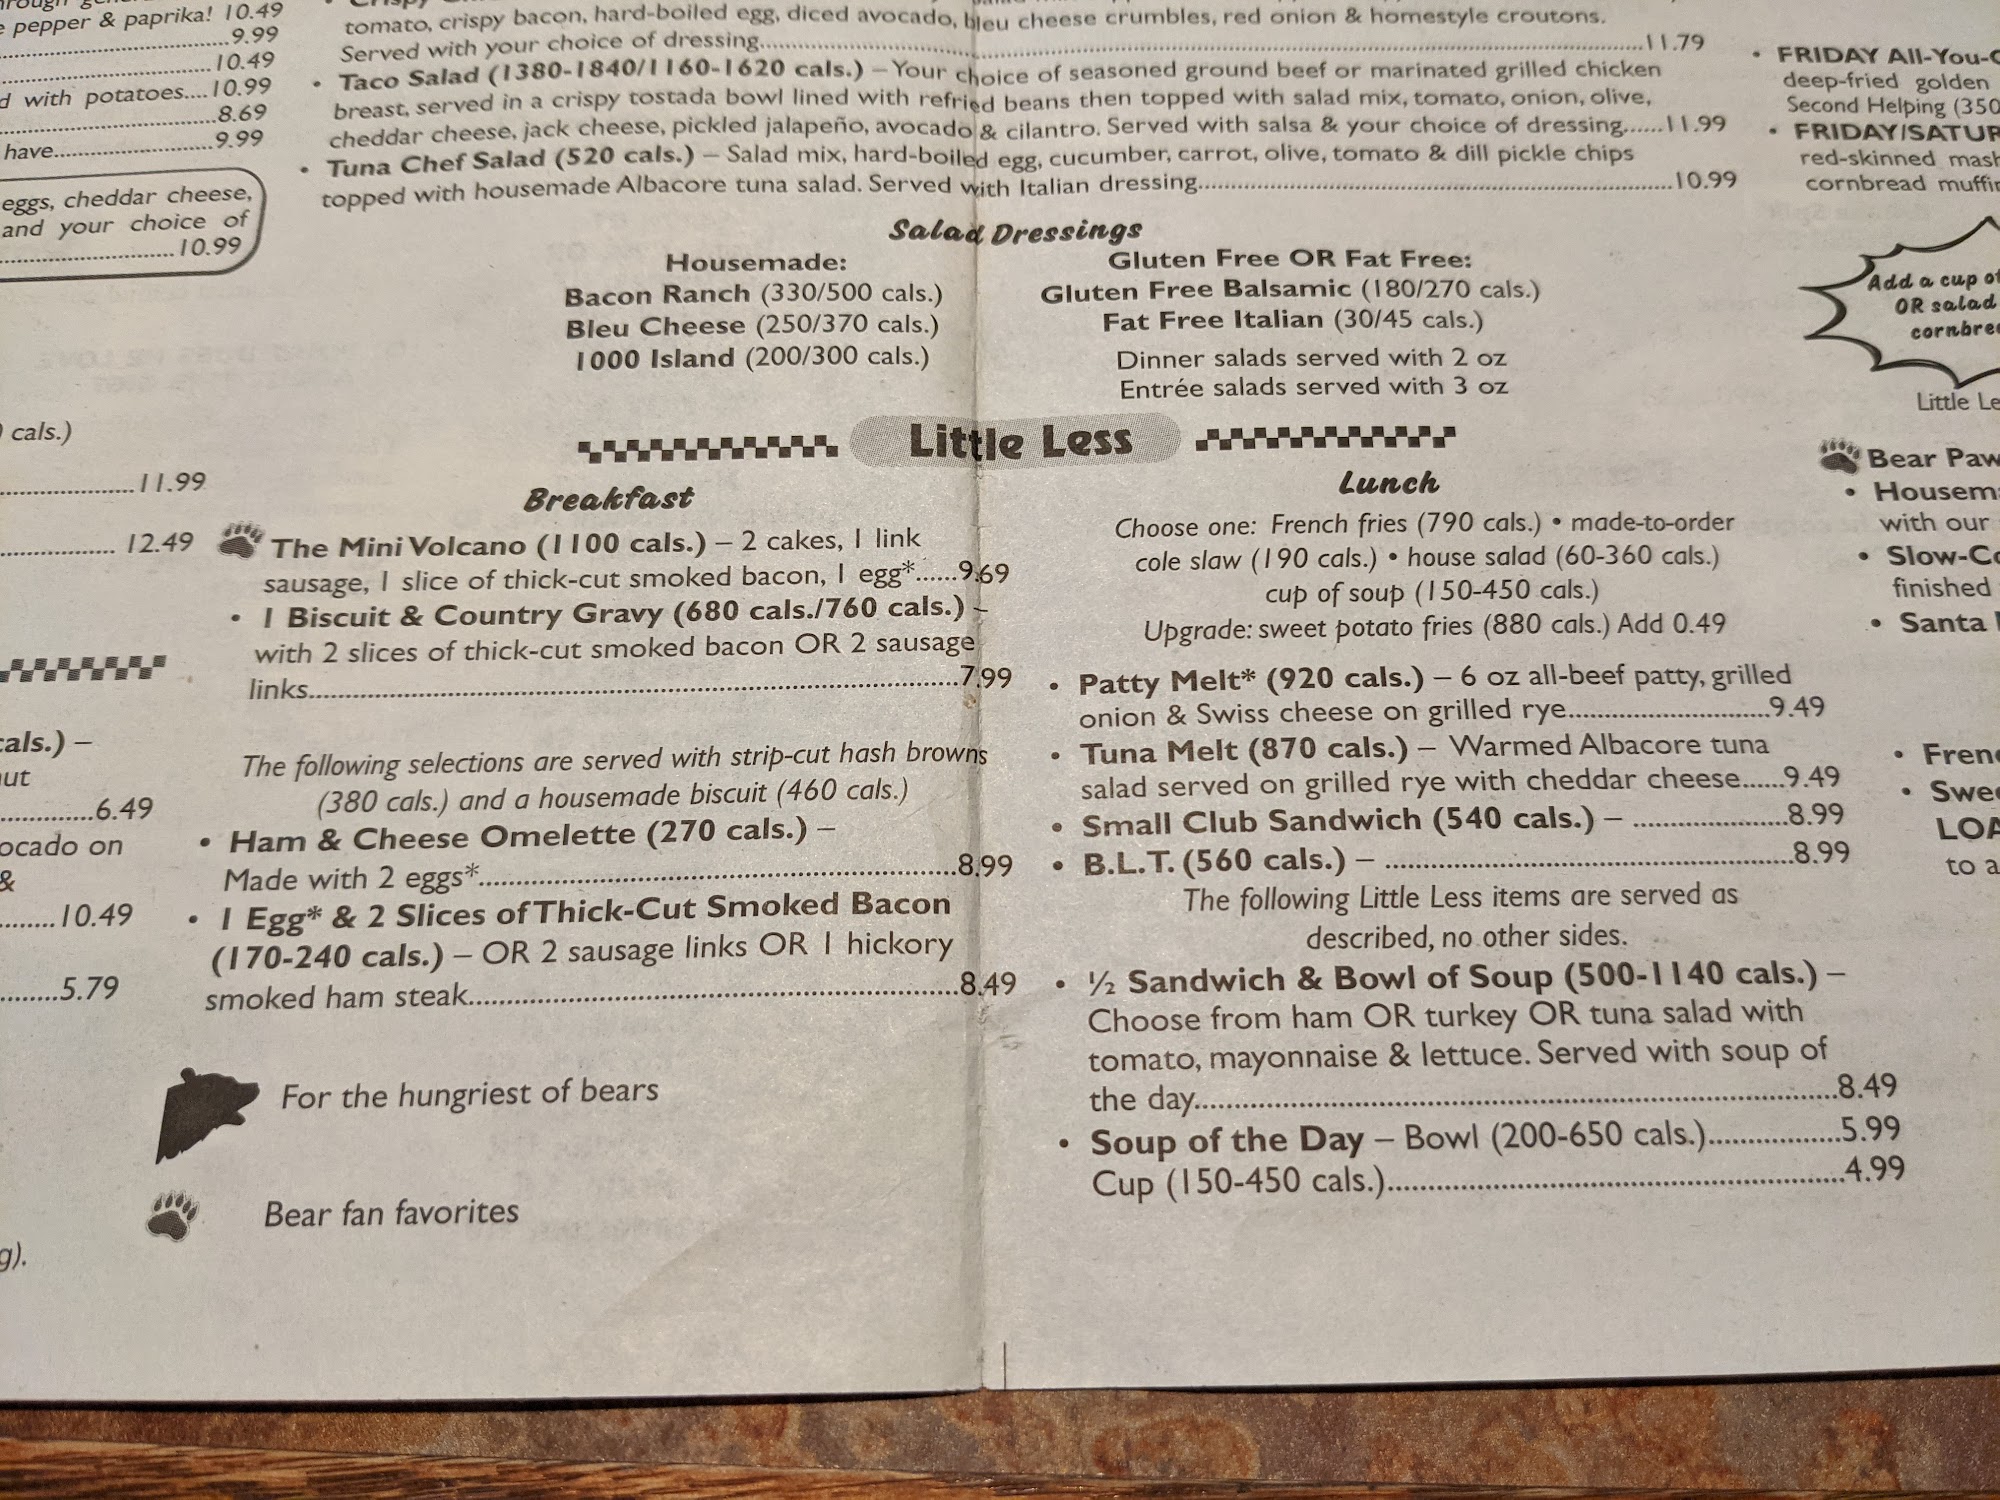 pepper & paprika! 10.49
9.99
10.49
with potatoes....10.99
8.69
have..........9.99
eggs, cheddar cheese,
and your choice of
10.99
cals.)
11.99
12.49
cals.) –
6.49
on
&
10.49
5.79
tomato, crispy bacon, hard-boiled egg, diced avocado, bleu cheese crumbles, red onion & homestyle croutons.
Served with your choice of dressing..........11.79
• Taco Salad (1380-1840/1160-1620 cals.) – Your choice of seasoned ground beef or marinated grilled chicken
breast, served in a crispy tostada bowl lined with refried beans then topped with salad mix, tomato, onion, olive,
cheddar cheese, jack cheese, pickled jalapeño, avocado & cilantro. Served with salsa & your choice of dressing......11.99
• Tuna Chef Salad (520 cals.) – Salad mix, hard-boiled egg, cucumber, carrot, olive, tomato & dill pickle chips
topped with housemade Albacore tuna salad. Served with Italian dressing..........10.99
Salad Dressings
Housemade:
Bacon Ranch (330/500 cals.)
Bleu Cheese (250/370 cals.)
1000 Island (200/300 cals.)
Gluten Free OR Fat Free:
Gluten Free Balsamic (180/270 cals.)
Fat Free Italian (30/45 cals.)
Dinner salads served with 2 oz
Entrée salads served with 3 oz
Little Less
Breakfast
The Mini Volcano (1100 cals.) – 2 cakes, 1 link
sausage, 1 slice of thick-cut smoked bacon, 1 egg*......9.69
• 1 Biscuit & Country Gravy (680 cals./760 cals.) –
with 2 slices of thick-cut smoked bacon OR 2 sausage
links..........7.99
The following selections are served with strip-cut hash browns
(380 cals.) and a housemade biscuit (460 cals.)
• Ham & Cheese Omelette (270 cals.) –
Made with 2 eggs*..........8.99
• 1 Egg* & 2 Slices of Thick-Cut Smoked Bacon
(170-240 cals.) – OR 2 sausage links OR 1 hickory
smoked ham steak..........8.49
For the hungriest of bears
Bear fan favorites
Lunch
Choose one: French fries (790 cals.) • made-to-order
cole slaw (190 cals.) • house salad (60-360 cals.)
cup of soup (150-450 cals.)
Upgrade: sweet potato fries (880 cals.) Add 0.49
• Patty Melt* (920 cals.) – 6 oz all-beef patty, grilled
onion & Swiss cheese on grilled rye..........9.49
• Tuna Melt (870 cals.) – Warmed Albacore tuna
salad served on grilled rye with cheddar cheese......9.49
• Small Club Sandwich (540 cals.) – ..........8.99
• B.L.T. (560 cals.) – ..........8.99
The following Little Less items are served as
described, no other sides.
• ½ Sandwich & Bowl of Soup (500-1140 cals.) –
Choose from ham OR turkey OR tuna salad with
tomato, mayonnaise & lettuce. Served with soup of
the day..........8.49
• Soup of the Day – Bowl (200-650 cals.)..........5.99
Cup (150-450 cals.)..........4.99
• FRIDAY All-You-
deep-fried golden
Second Helping (350
• FRIDAY/SATUR
red-skinned
cornbread
Add a cup
OR salad
Little
Bear Paw
•
with our
•
finished
• Santa
•
•
to a